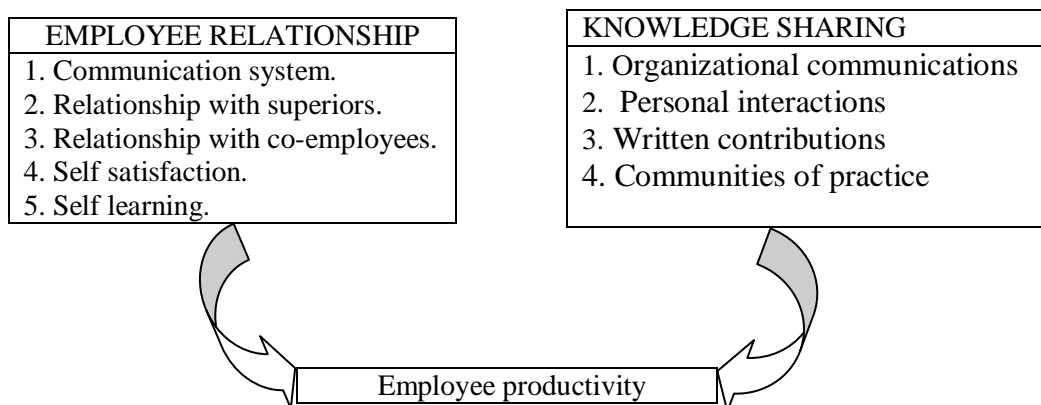 EMPLOYEE RELATIONSHIP
1. Communication system.
2. Relationship with superiors.
3. Relationship with co-employees.
4. Self satisfaction.
5. Self learning.
KNOWLEDGE SHARING
1. Organizational communications
2. Personal interactions
3. Written contributions
4. Communities of practice
Employee productivity